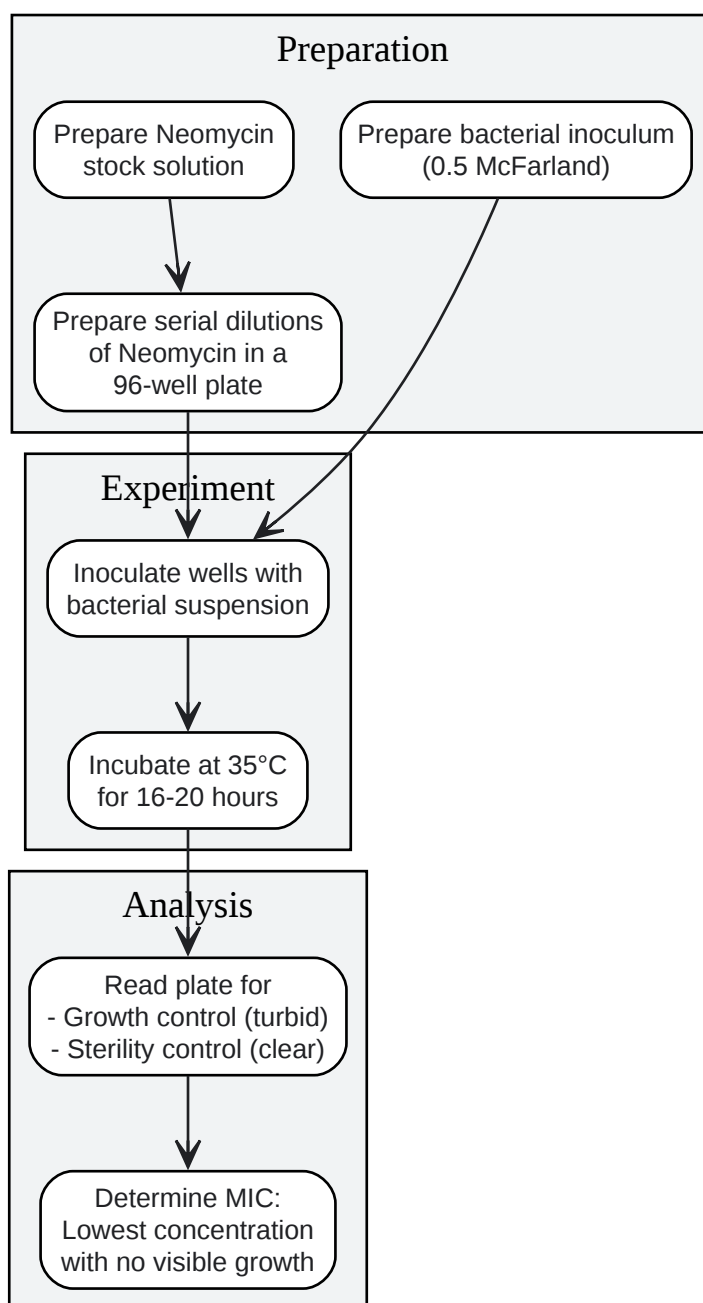 Preparation
Prepare Neomycin
stock solution
Prepare bacterial inoculum
(0.5 McFarland)
Prepare serial dilutions
of Neomycin in a
96-well plate
Experiment
Inoculate wells with
bacterial suspension
Incubate at 35°C
for 16-20 hours
Analysis
Read plate for
- Growth control (turbid)
- Sterility control (clear)
Determine MIC:
Lowest concentration
with no visible growth